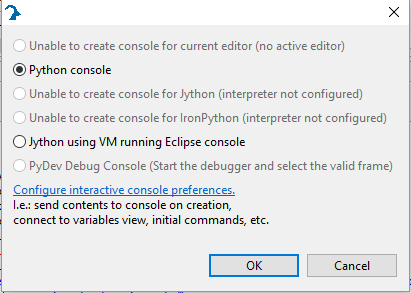 Unable to create console for current editor (no active editor)
Python console
Unable to create console for Jython (interpreter not configured)
Unable to create console for IronPython (interpreter not configured)
Jython using VM running Eclipse console
PyDev Debug Console (Start the debugger and select the valid frame)
Configure interactive console preferences.
I.e.: send contents to console on creation,
connect to variables view, initial commands, etc.
OK Cancel